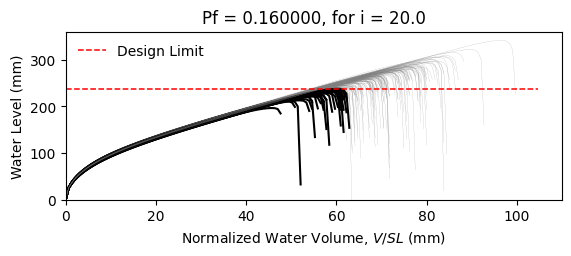 Pf = 0.160000, for i = 20.0
Design Limit
Water Level (mm)
300
200
100
0
0 20 40 60 80 100
Normalized Water Volume, V/SL (mm)